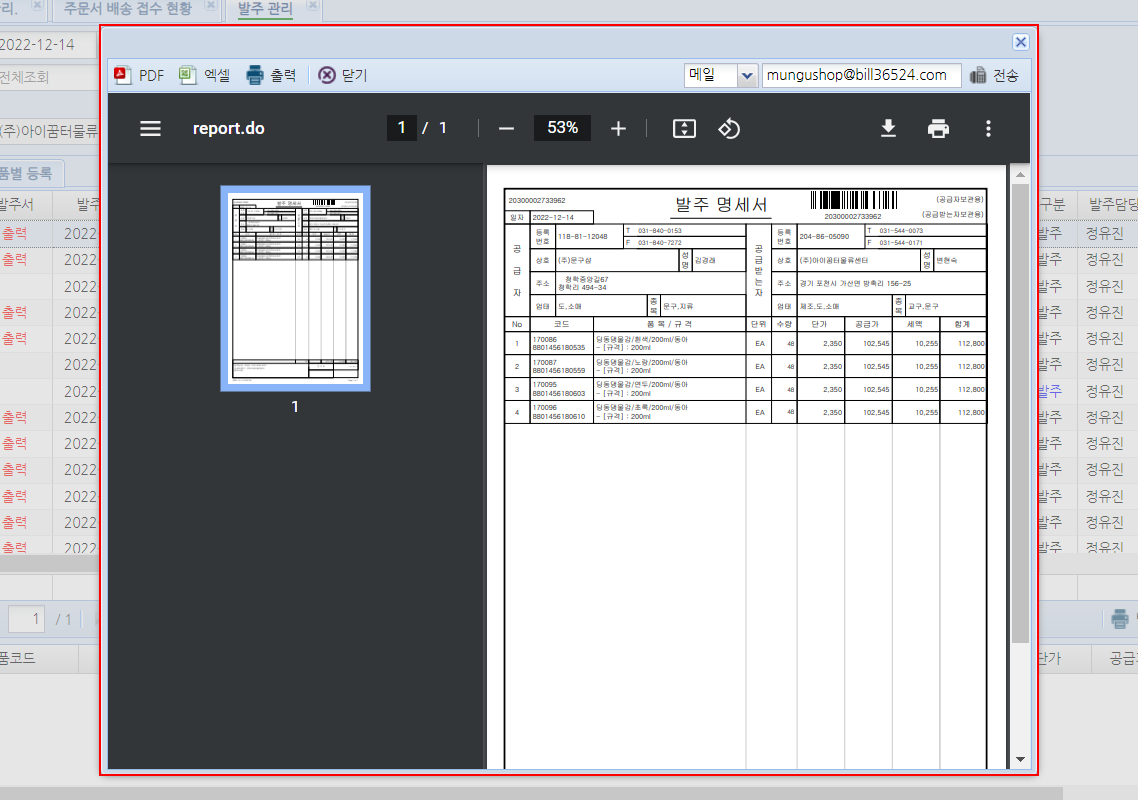 리. 주문서 배송 접수 현황 발주 관리
2022-12-14
전체조회
(주)아이꿈터물류
품별 등록
발주서 발주
출력 2022
출력 2022
2022
출력 2022
출력 2022
2022
2022
출력 2022
출력 2022
출력 2022
출력 2022
출력 2022
출력 2022
1 / 1
품코드
PDF 엑셀 출력 닫기 메일 mungushop@bill36524.com 전송
report.do 1 / 1 53%
1
20300002733962 발주 명세서 20300002733962 (공급자보관용)
(공급받는자보관용)
일자 2022-12-14
공급자
등록번호 118-81-12048 T 031-840-0153
F 031-840-7272
상호 (주)문구샵 성명 김경래
주소 청학중앙길67
청학리 494-34
업태 도.소매 종목 문구,지류
공급받는자
등록번호 204-86-05090 T 031-544-0073
F 031-544-0171
상호 (주)아이꿈터물류센터 성명 변현숙
주소 경기 포천시 가산면 방축리 156-25
업태 제조,도,소매 종목 교구,문구
No 코드 품 목 / 규 격 단위 수량 단가 공급가 세액 합계
1 170086 당동댕물감/흰색/200ml/동아 EA 48 2,350 102,545 10,255 112,800
8801456180535 - [규격] : 200ml
2 170087 당동댕물감/노랑/200ml/동아 EA 48 2,350 102,545 10,255 112,800
8801456180559 - [규격] : 200ml
3 170095 당동댕물감/연두/200ml/동아 EA 48 2,350 102,545 10,255 112,800
8801456180603 - [규격] : 200ml
4 170096 당동댕물감/초록/200ml/동아 EA 48 2,350 102,545 10,255 112,800
8801456180610 - [규격] : 200ml
구분 발주담당
발주 정유진
발주 정유진
발주 정유진
발주 정유진
발주 정유진
발주 정유진
발주 정유진
발주 정유진
발주 정유진
발주 정유진
발주 정유진
발주 정유진
발주 정유진
단가 공급